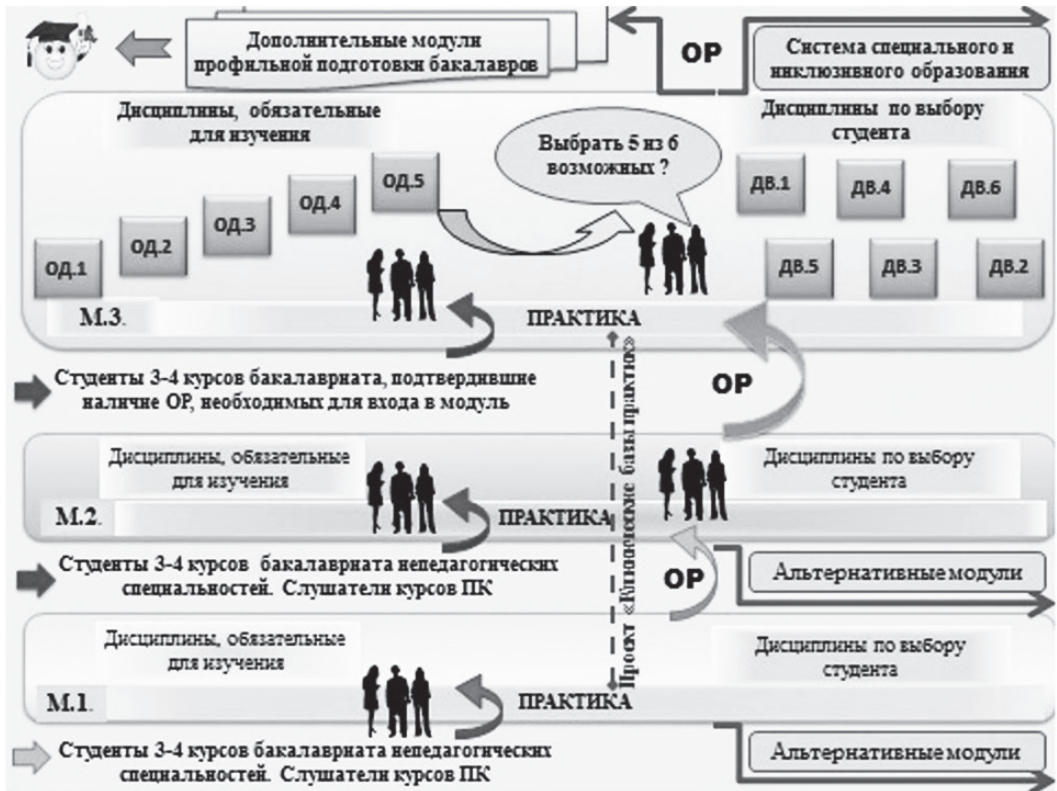 Дополнительные модули
профильной подготовки бакалавров
ОР
Система специального и
инклюзивного образования
Дисциплины, обязательные
для изучения
Выбрать 5 из 6
возможных ?
Дисциплины по выбору
студента
ОД.1
ОД.2
ОД.3
ОД.4
ОД.5
ДВ.1
ДВ.4
ДВ.6
ДВ.5
ДВ.3
ДВ.2
М.3.
ПРАКТИКА
Студенты 3-4 курсов бакалавриата, подтвердившие
наличие ОР, необходимых для входа в модуль
ОР
Проект «Клинические базы практик»
Дисциплины, обязательные
для изучения
Дисциплины по выбору
студента
М.2.
ПРАКТИКА
Студенты 3-4 курсов бакалавриата непедагогических
специальностей. Слушатели курсов ПК
ОР
Альтернативные модули
Дисциплины, обязательные
для изучения
Дисциплины по выбору
студента
М.1.
ПРАКТИКА
Студенты 3-4 курсов бакалавриата непедагогических
специальностей. Слушатели курсов ПК
Альтернативные модули